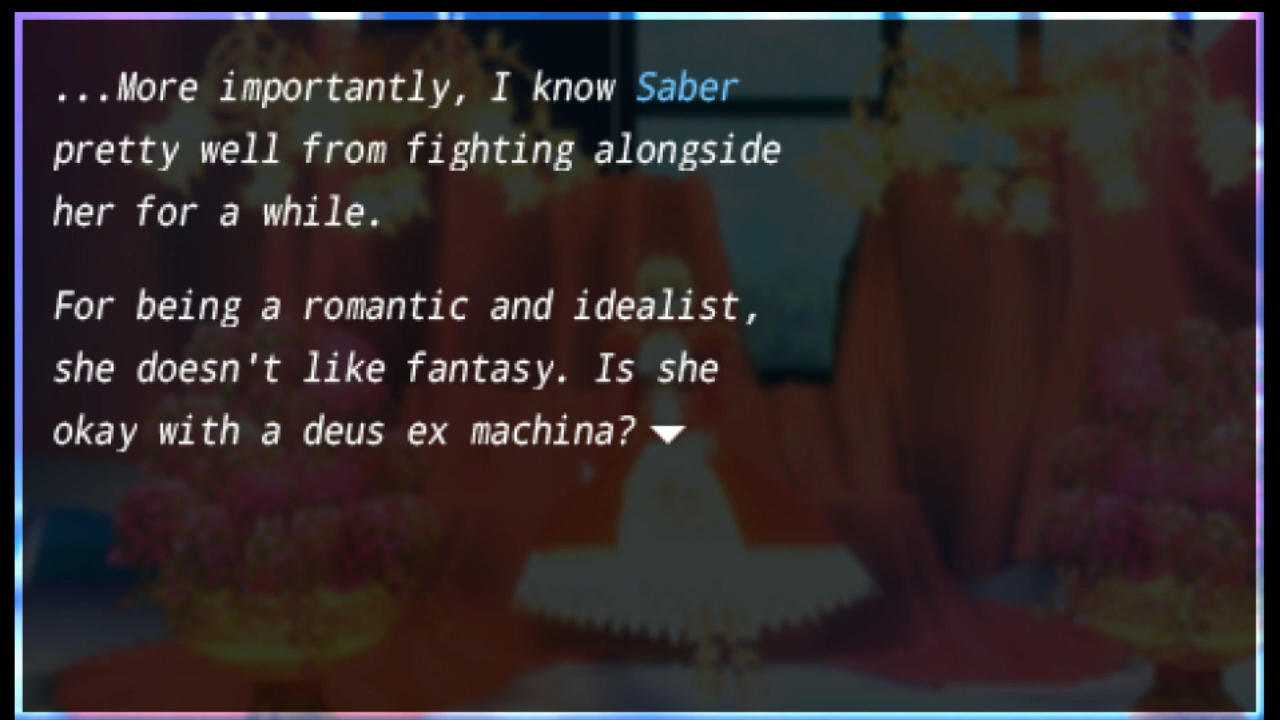 ...More importantly, I know Saber
pretty well from fighting alongside
her for a while.
For being a romantic and idealist,
she doesn't like fantasy. Is she
okay with a deus ex machina?